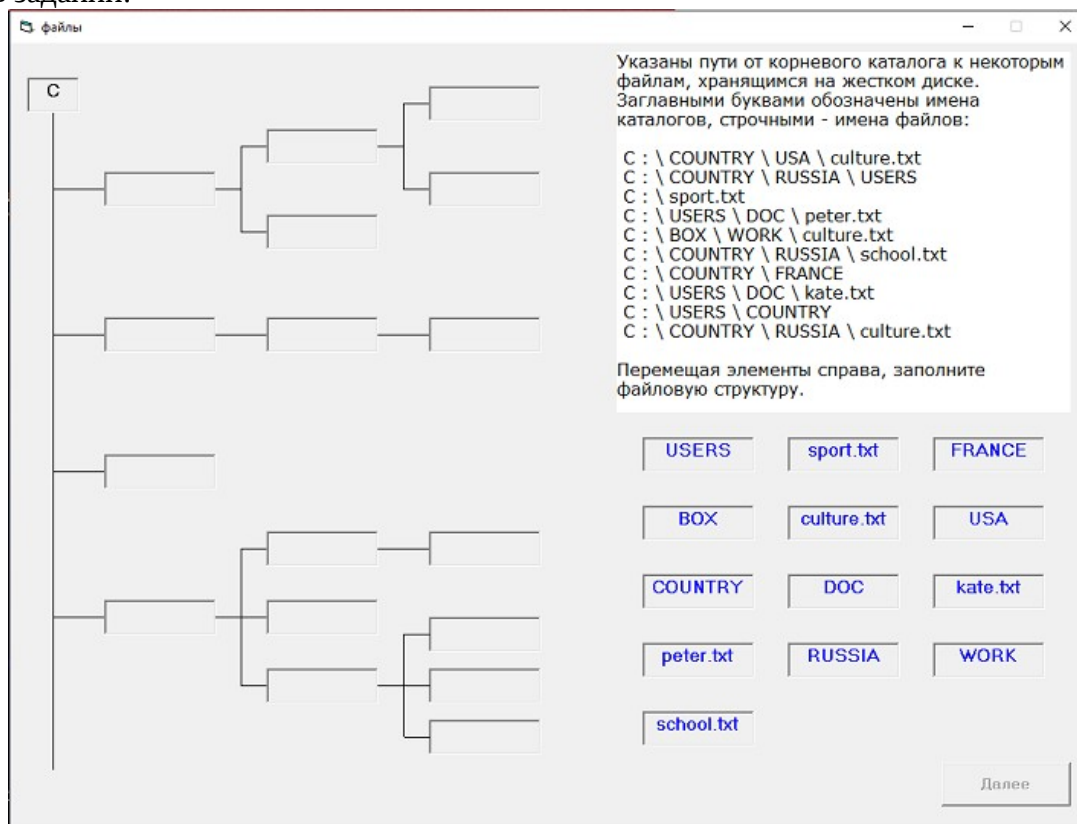 задании.
файлы
C
Указаны пути от корневого каталога к некоторым
файлам, хранящимся на жестком диске.
Заглавными буквами обозначены имена
каталогов, строчными - имена файлов:
C : \ COUNTRY \ USA \ culture.txt
C : \ COUNTRY \ RUSSIA \ USERS
C : \ sport.txt
C : \ USERS \ DOC \ peter.txt
C : \ BOX \ WORK \ culture.txt
C : \ COUNTRY \ RUSSIA \ school.txt
C : \ COUNTRY \ FRANCE
C : \ USERS \ DOC \ kate.txt
C : \ USERS \ COUNTRY
C : \ COUNTRY \ RUSSIA \ culture.txt
Перемещая элементы справа, заполните
файловую структуру.
USERS sport.txt FRANCE
BOX culture.txt USA
COUNTRY DOC kate.txt
peter.txt RUSSIA WORK
school.txt
Далее